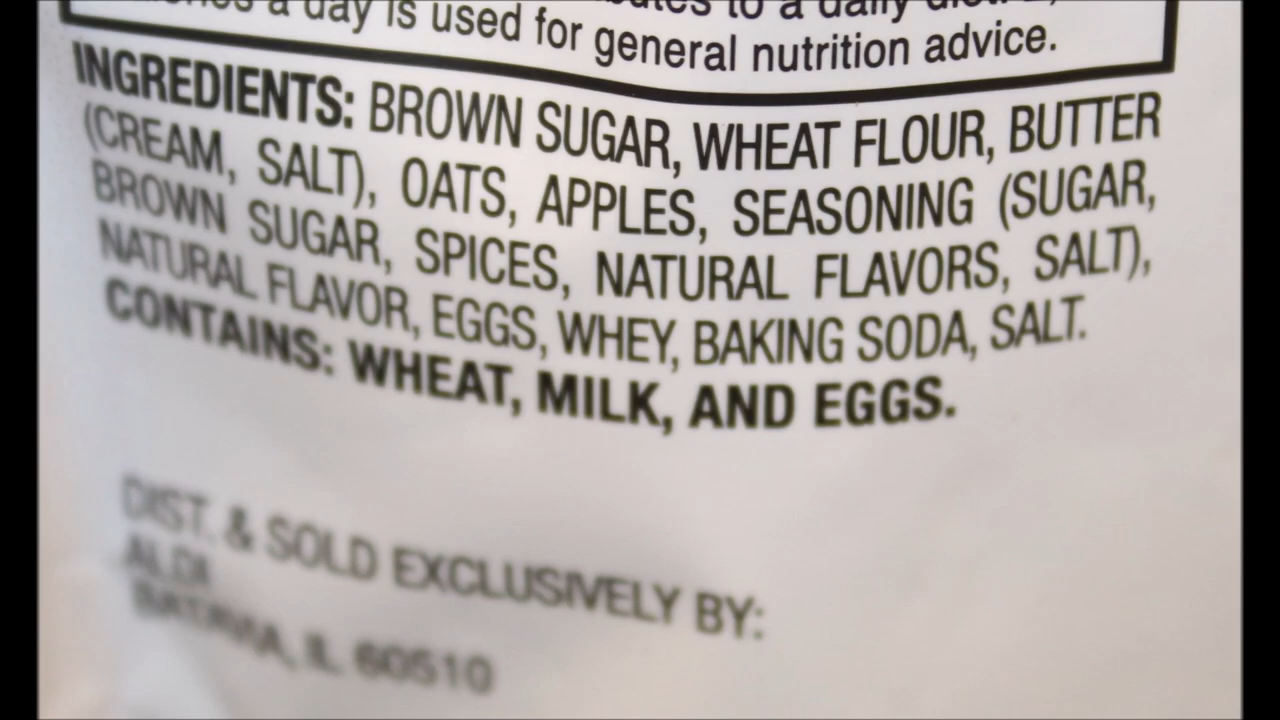 a day is used for general nutrition advice.
INGREDIENTS: BROWN SUGAR, WHEAT FLOUR, BUTTER
(CREAM, SALT), OATS, APPLES, SEASONING (SUGAR,
BROWN SUGAR, SPICES, NATURAL FLAVORS, SALT),
NATURAL FLAVOR, EGGS, WHEY, BAKING SODA, SALT.
CONTAINS: WHEAT, MILK, AND EGGS.
DIST. & SOLD EXCLUSIVELY BY:
ALDI
BATAVIA, IL 60510